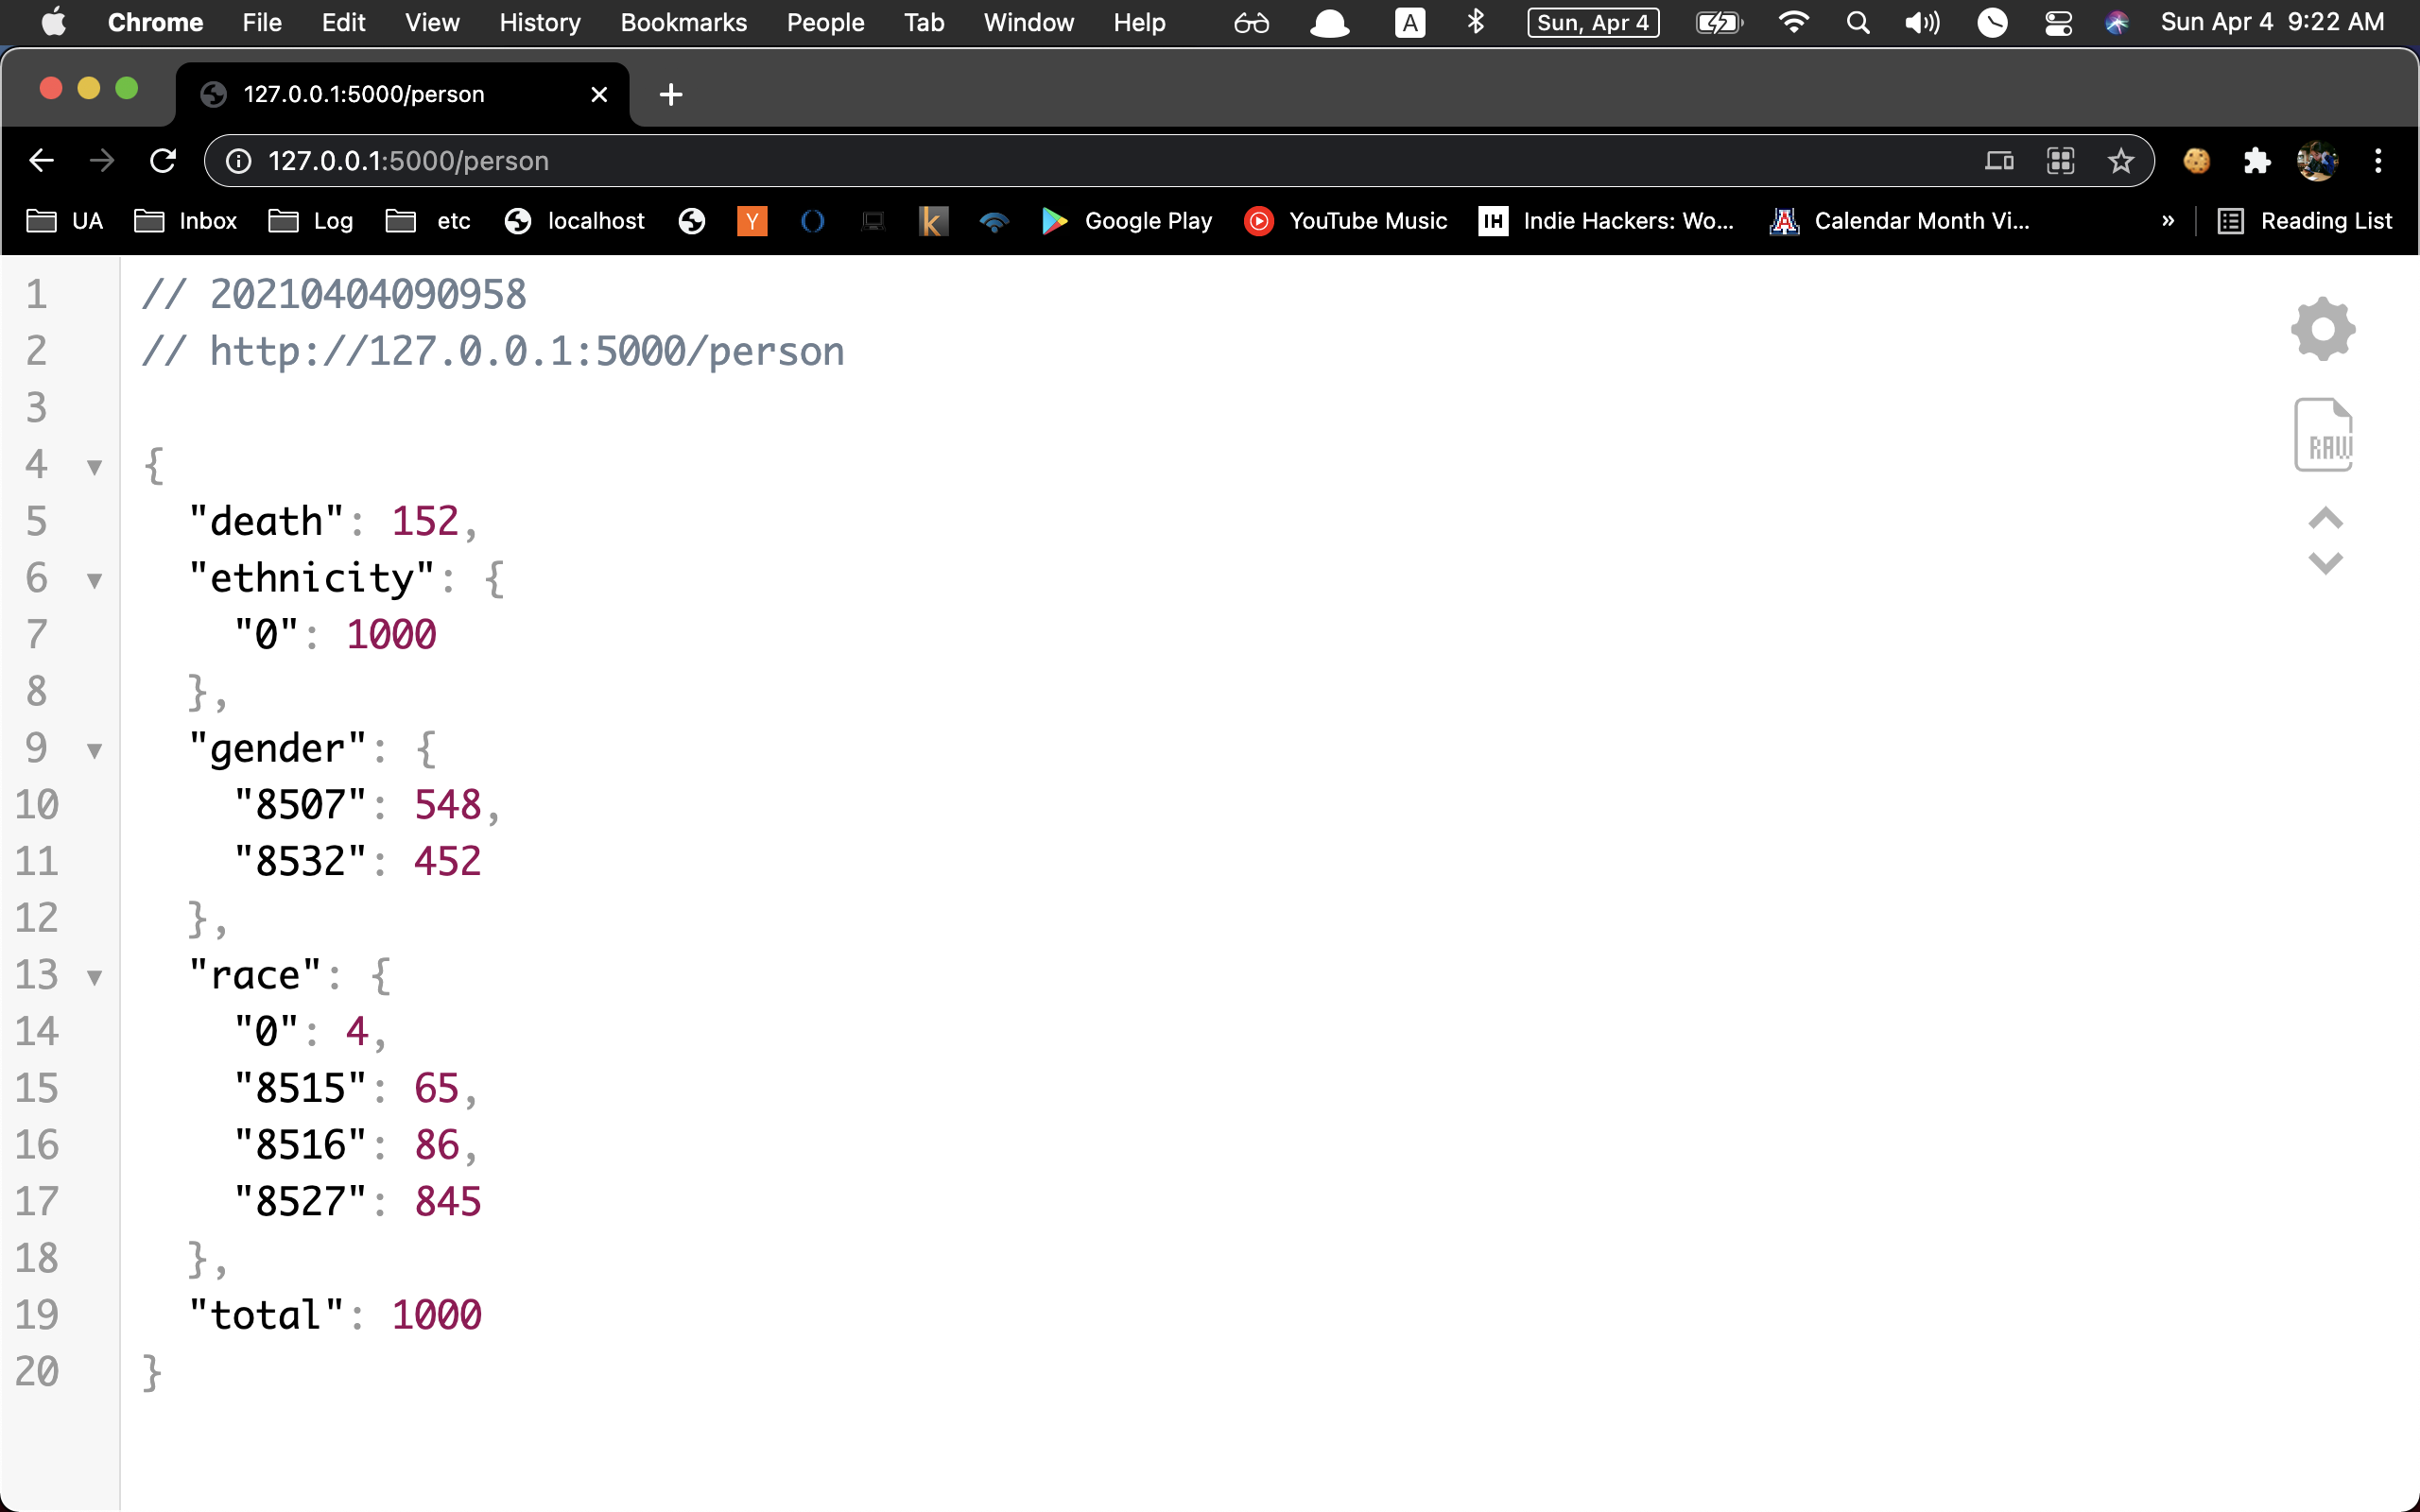 Chrome File Edit View History Bookmarks People Tab Window Help A Sun, Apr 4 Sun Apr 4 9:22 AM
127.0.0.1:5000/person
127.0.0.1:5000/person
UA Inbox Log etc localhost Y k Google Play YouTube Music IH Indie Hackers: Wo... A Calendar Month Vi... » Reading List
1 // 20210404090958
2 // http://127.0.0.1:5000/person
3
4 {
5 "death": 152,
6 "ethnicity": {
7 "0": 1000
8 },
9 "gender": {
10 "8507": 548,
11 "8532": 452
12 },
13 "race": {
14 "0": 4,
15 "8515": 65,
16 "8516": 86,
17 "8527": 845
18 },
19 "total": 1000
20 }
RAW